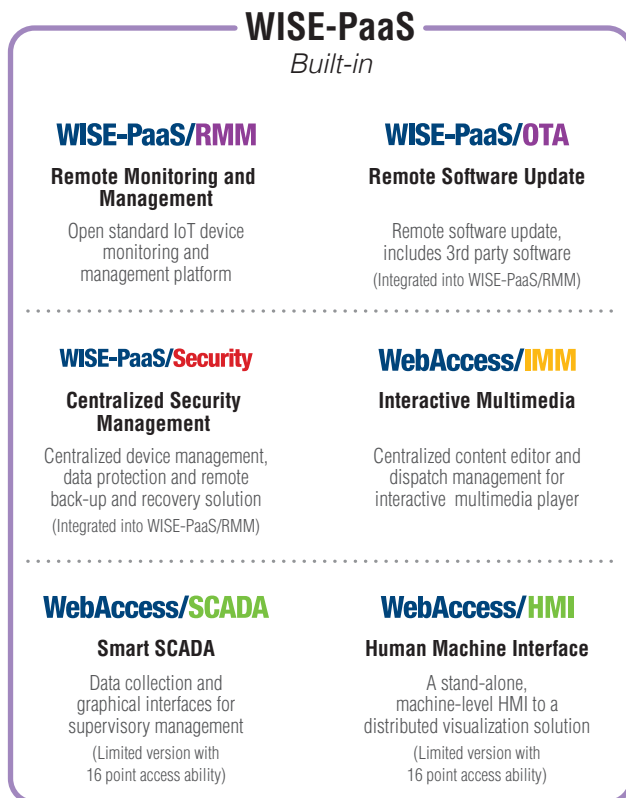 WISE-PaaS
Built-in
WISE-PaaS/RMM
Remote Monitoring and
Management
Open standard IoT device
monitoring and
management platform
WISE-PaaS/OTA
Remote Software Update
Remote software update,
includes 3rd party software
(Integrated into WISE-PaaS/RMM)
WISE-PaaS/Security
Centralized Security
Management
Centralized device management,
data protection and remote
back-up and recovery solution
(Integrated into WISE-PaaS/RMM)
WebAccess/IMM
Interactive Multimedia
Centralized content editor and
dispatch management for
interactive multimedia player
WebAccess/SCADA
Smart SCADA
Data collection and
graphical interfaces for
supervisory management
(Limited version with
16 point access ability)
WebAccess/HMI
Human Machine Interface
A stand-alone,
machine-level HMI to a
distributed visualization solution
(Limited version with
16 point access ability)